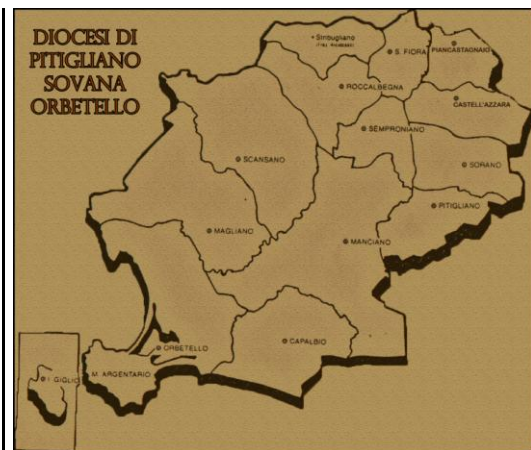 DIOCESI DI
PITIGLIANO
SOVANA
ORBETELLO
Stribugliano
S. FIORA
PIANCASTAGNAIO
ROCCALBEGNA
CASTELL'AZZARA
SEMPRONIANO
SCANSANO
SORANO
PITIGLIANO
MAGLIANO
MANCIANO
ORBETELLO
CAPALBIO
I. GIGLIO
M. ARGENTARIO